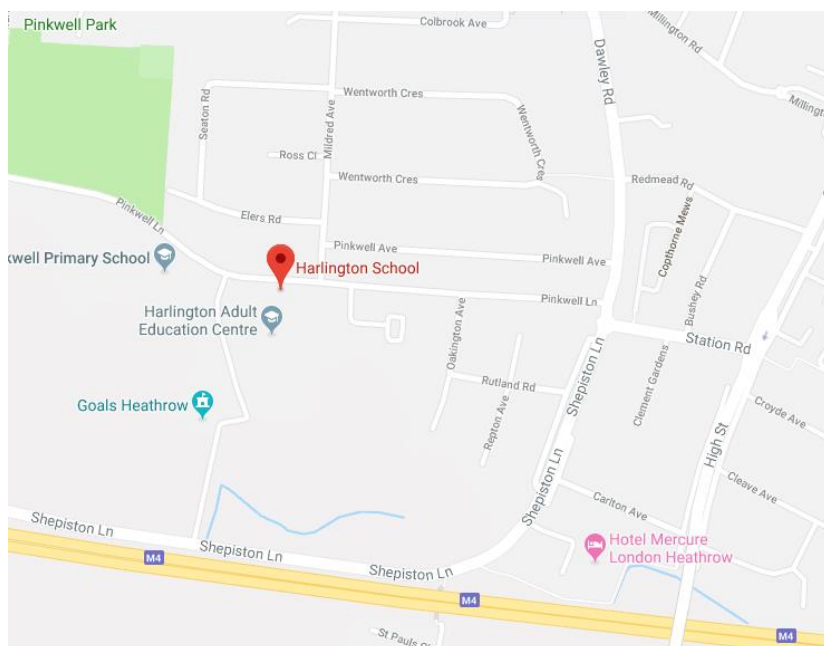 Pinkwell Park
Colbrook Ave
Millington Rd
Dawley Rd
Seaton Rd
Wentworth Cres
Mildred Ave
Wentworth Cres
Millington
Ross Cl
Wentworth Cres
Redmead Rd
Copthorne Mews
Pinkwell Ln
Elers Rd
Pinkwell Ave
Pinkwell Ave
kwell Primary School
Harlington School
Bushey Rd
Pinkwell Ln
Harlington Adult
Education Centre
Oakington Ave
Station Rd
Shepiston Ln
Clement Gardens
Rutland Rd
Goals Heathrow
Repton Ave
Croyde Ave
High St
Cleave Ave
Shepiston Ln
Carlton Ave
Shepiston Ln
Shepiston Ln
Hotel Mercure
London Heathrow
M4
Shepiston Ln
M4
M4
St Pauls